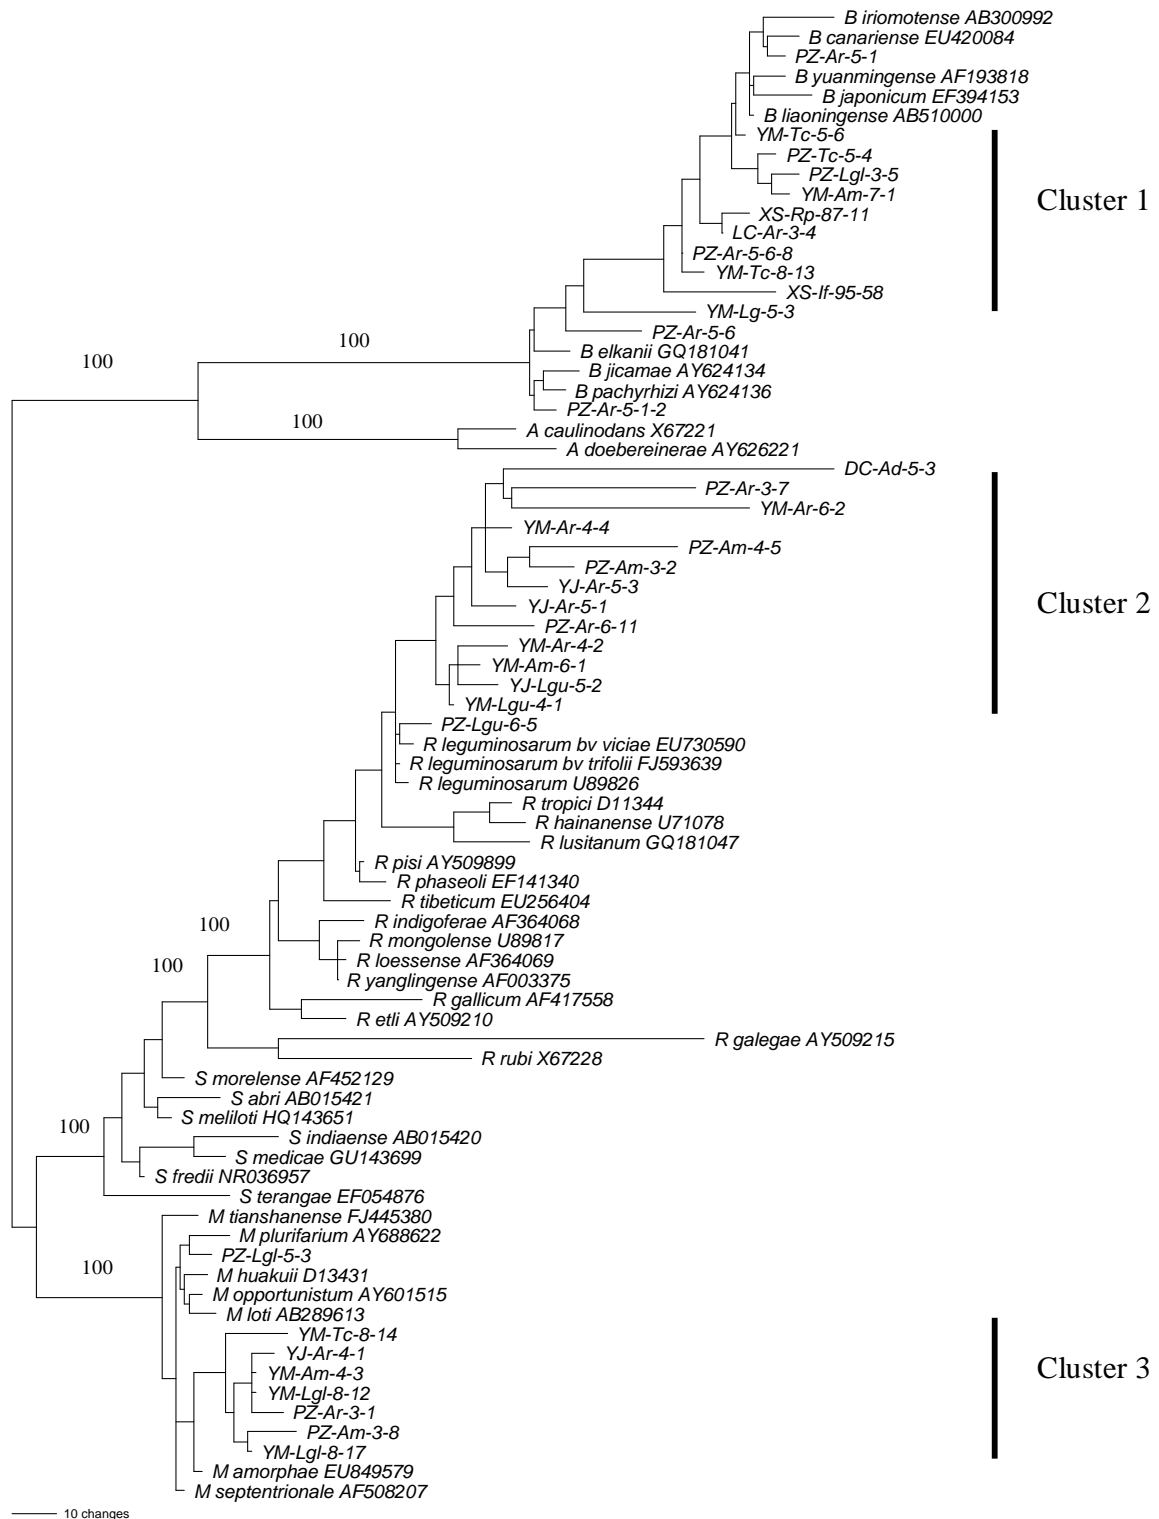 B iriomotense AB300992
B canariense EU420084
PZ-Ar-5-1
B yuanmingense AF193818
B japonicum EF394153
B liaoningense AB510000
YM-Tc-5-6
PZ-Tc-5-4
PZ-Lgl-3-5
YM-Am-7-1
Cluster 1
XS-Rp-87-11
LC-Ar-3-4
PZ-Ar-5-6-8
YM-Tc-8-13
XS-If-95-58
YM-Lg-5-3
PZ-Ar-5-6
100
B elkanii GQ181041
100
B jicamae AY624134
B pachyrhizi AY624136
PZ-Ar-5-1-2
100
A caulinodans X67221
A doebereinerae AY626221
DC-Ad-5-3
PZ-Ar-3-7
YM-Ar-6-2
YM-Ar-4-4
PZ-Am-4-5
PZ-Am-3-2
YJ-Ar-5-3
YJ-Ar-5-1
Cluster 2
PZ-Ar-6-11
YM-Ar-4-2
YM-Am-6-1
YJ-Lgu-5-2
YM-Lgu-4-1
PZ-Lgu-6-5
R leguminosarum bv viciae EU730590
R leguminosarum bv trifolii FJ593639
R leguminosarum U89826
R tropici D11344
R hainanense U71078
R lusitanum GQ181047
R pisi AY509899
R phaseoli EF141340
R tibeticum EU256404
R indigoferae AF364068
100
R mongolense U89817
R loessense AF364069
100
R yanglingense AF003375
R gallicum AF417558
R etli AY509210
R galegae AY509215
R rubi X67228
S morelense AF452129
S abri AB015421
S meliloti HQ143651
100
S indiaense AB015420
S medicae GU143699
S fredii NR036957
S terangae EF054876
M tianshanense FJ445380
M plurifarium AY688622
PZ-Lgl-5-3
100
M huakuii D13431
M opportunistum AY601515
M loti AB289613
YM-Tc-8-14
YJ-Ar-4-1
Cluster 3
YM-Am-4-3
YM-Lgl-8-12
PZ-Ar-3-1
PZ-Am-3-8
YM-Lgl-8-17
M amorphae EU849579
M septentrionale AF508207
10 changes